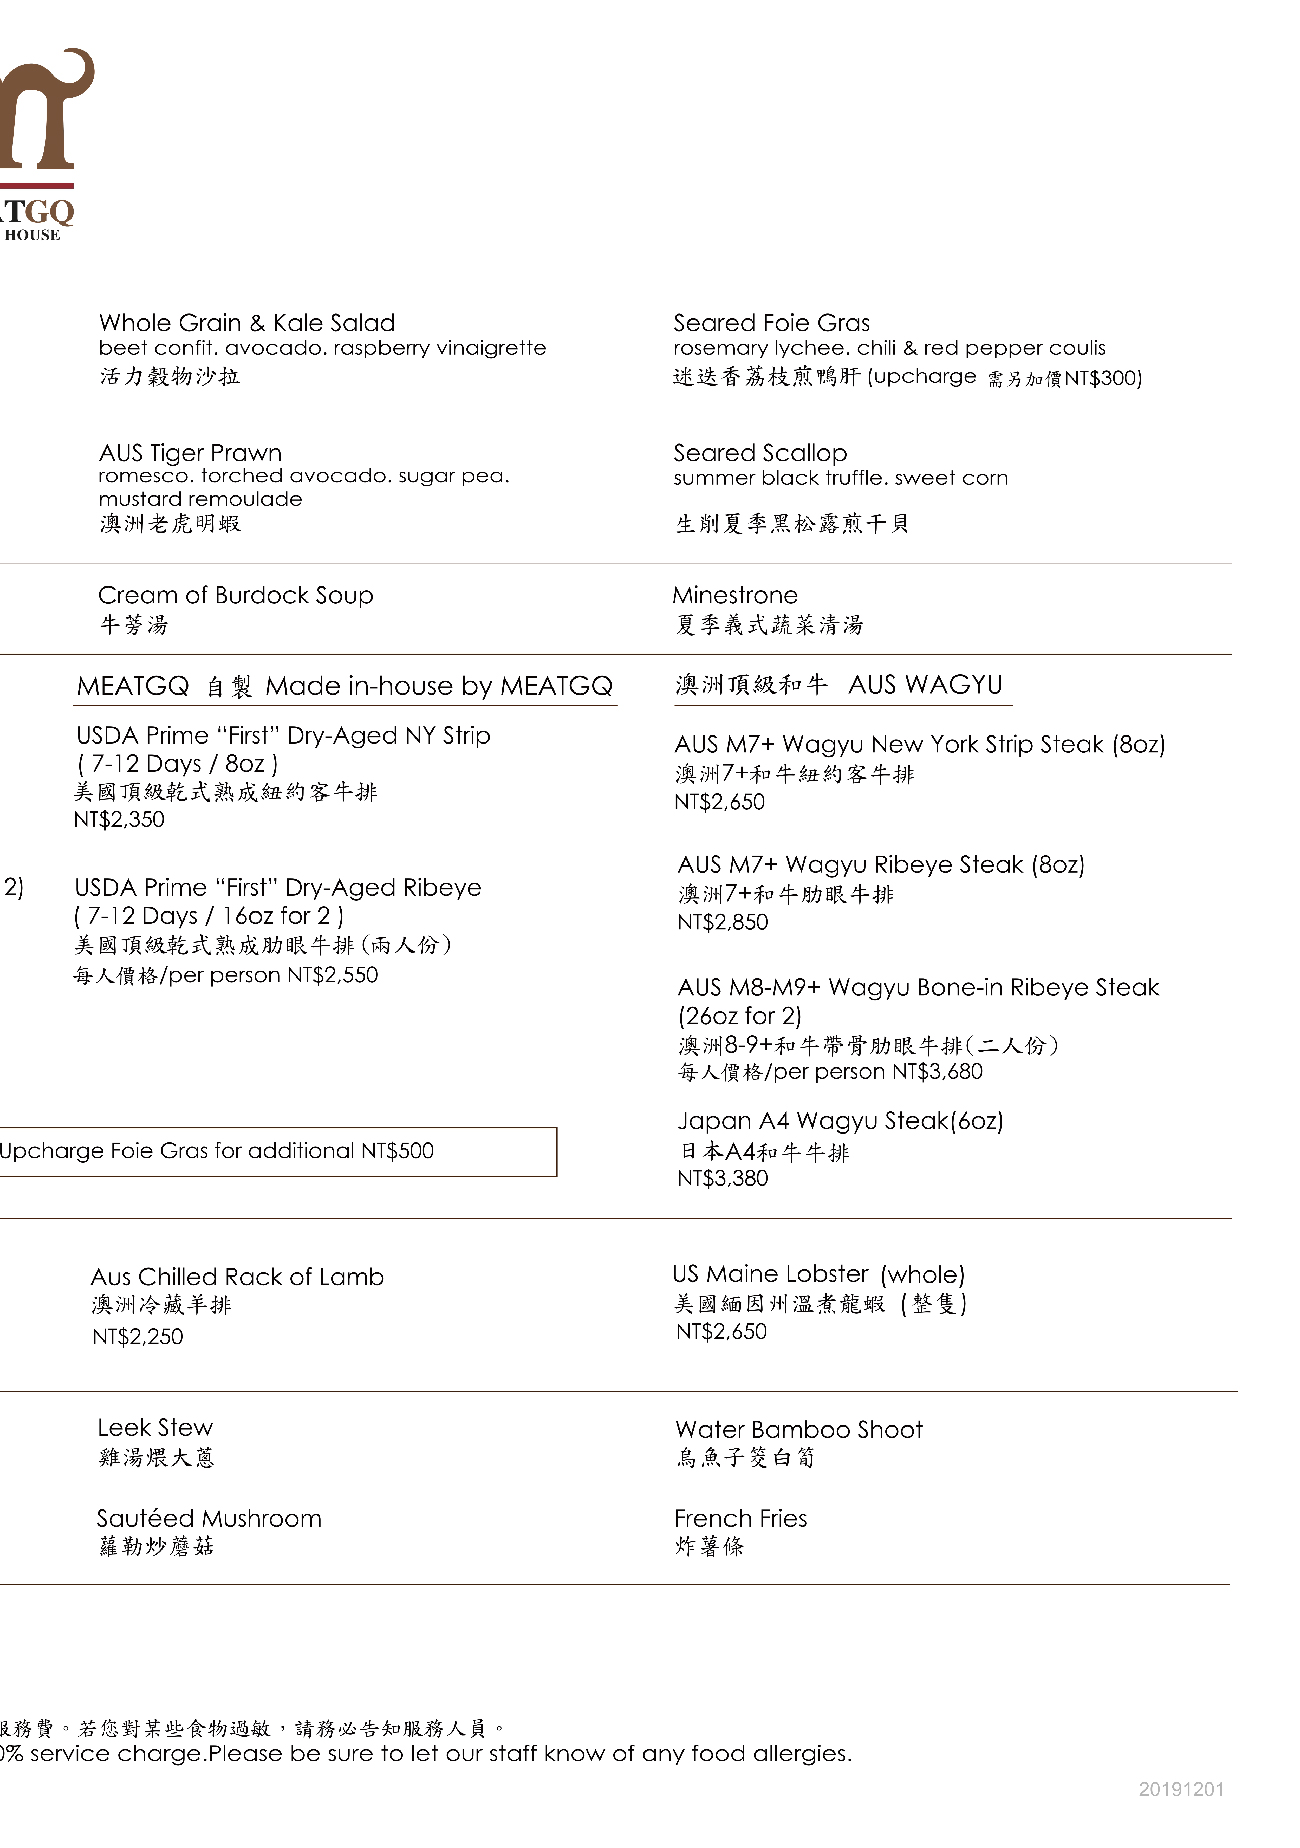 ATGQ
HOUSE
Whole Grain & Kale Salad
beet confit. avocado. raspberry vinaigrette
活力穀物沙拉
Seared Foie Gras
rosemary lychee. chili & red pepper coulis
迷迭香荔枝煎鴨肝 (upcharge 需另加價NT$300)
AUS Tiger Prawn
romesco. torched avocado. sugar pea.
mustard remoulade
澳洲老虎明蝦
Seared Scallop
summer black truffle. sweet corn
生削夏季黑松露煎干貝
Cream of Burdock Soup
牛蒡湯
Minestrone
夏季義式蔬菜清湯
MEATGQ 自製 Made in-house by MEATGQ
USDA Prime “First” Dry-Aged NY Strip
( 7-12 Days / 8oz )
美國頂級乾式熟成紐約客牛排
NT$2,350
2)
USDA Prime “First” Dry-Aged Ribeye
( 7-12 Days / 16oz for 2 )
美國頂級乾式熟成肋眼牛排(兩人份)
每人價格/per person NT$2,550
Upcharge Foie Gras for additional NT$500
澳洲頂級和牛 AUS WAGYU
AUS M7+ Wagyu New York Strip Steak (8oz)
澳洲7+和牛紐約客牛排
NT$2,650
AUS M7+ Wagyu Ribeye Steak (8oz)
澳洲7+和牛肋眼牛排
NT$2,850
AUS M8-M9+ Wagyu Bone-in Ribeye Steak
(26oz for 2)
澳洲8-9+和牛帶骨肋眼牛排(二人份)
每人價格/per person NT$3,680
Japan A4 Wagyu Steak(6oz)
日本A4和牛牛排
NT$3,380
Aus Chilled Rack of Lamb
澳洲冷藏羊排
NT$2,250
US Maine Lobster (whole)
美國緬因州溫煮龍蝦 (整隻)
NT$2,650
Leek Stew
雞湯煨大蔥
Water Bamboo Shoot
烏魚子筊白筍
Sautéed Mushroom
蘿勒炒蘑菇
French Fries
炸薯條
服務費。若您對某些食物過敏，請務必告知服務人員。
0% service charge.Please be sure to let our staff know of any food allergies.
20191201